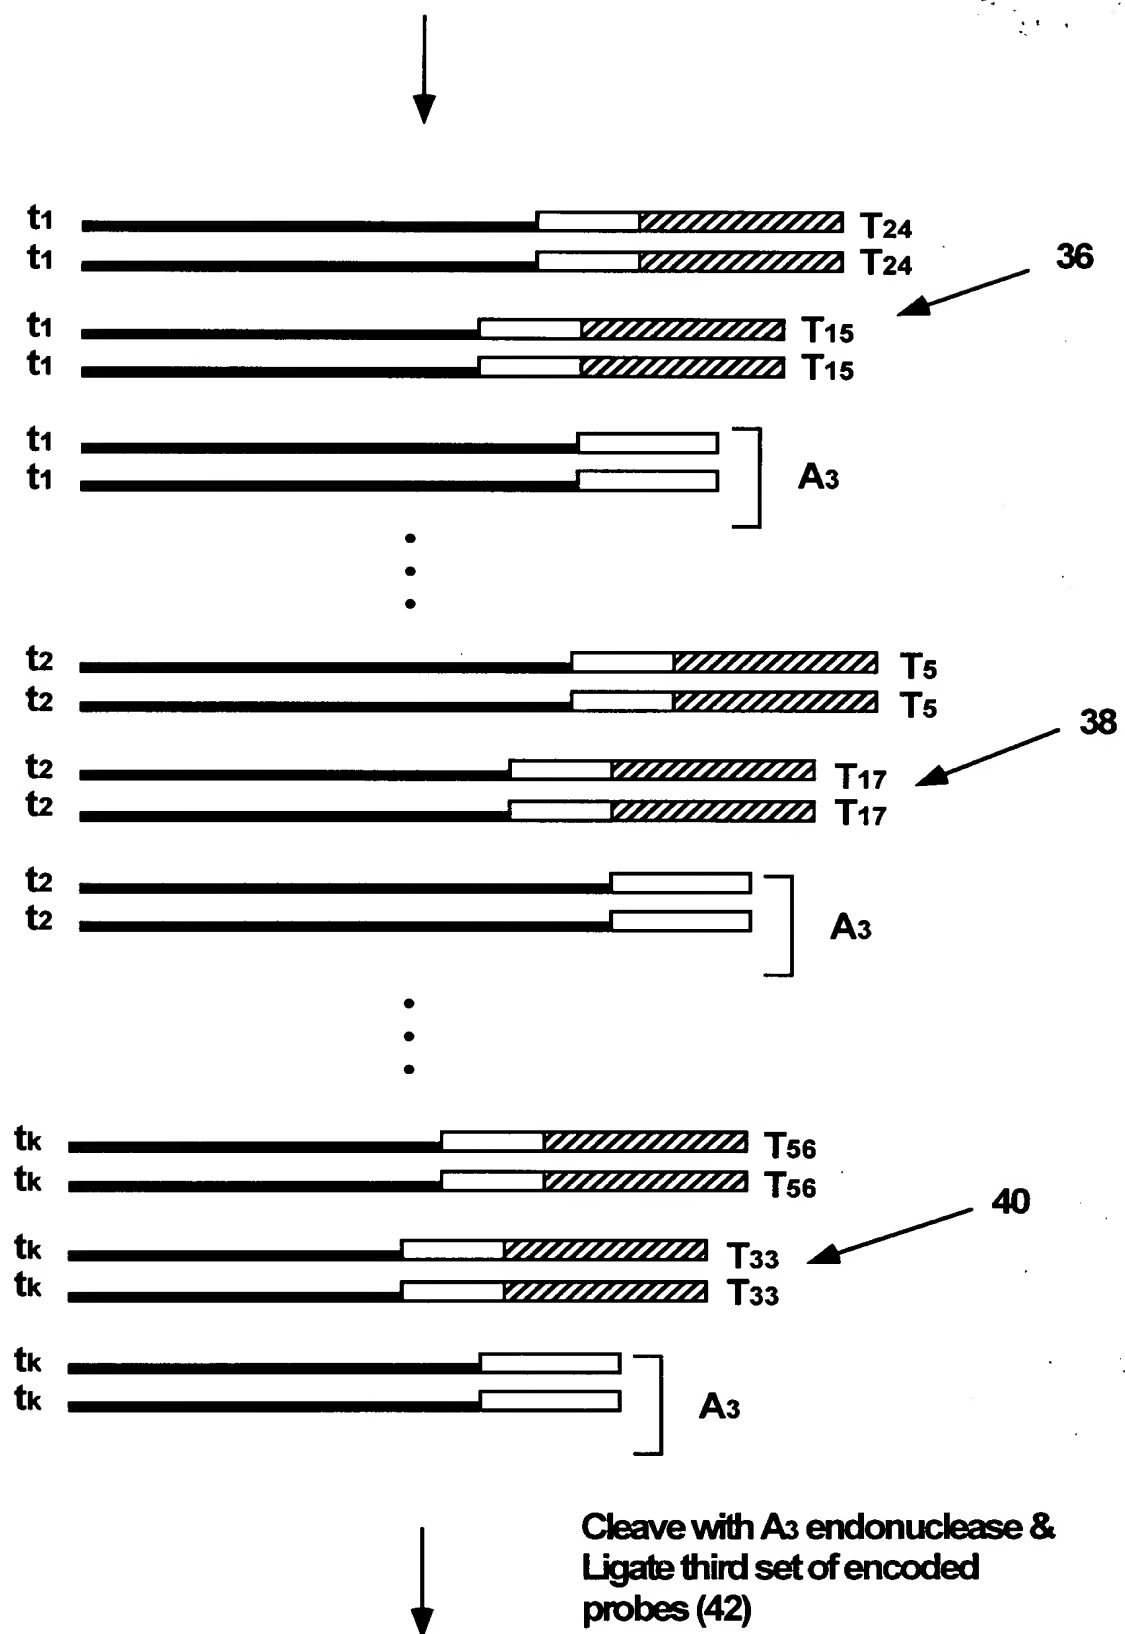 t1 T24
t1 T24
36
t1 T15
t1 T15
t1
t1 A3
t2 T5
t2 T5
38
t2 T17
t2 T17
t2
t2 A3
tk T56
tk T56
40
tk T33
tk T33
tk
tk A3
Cleave with A3 endonuclease &
Ligate third set of encoded
probes (42)